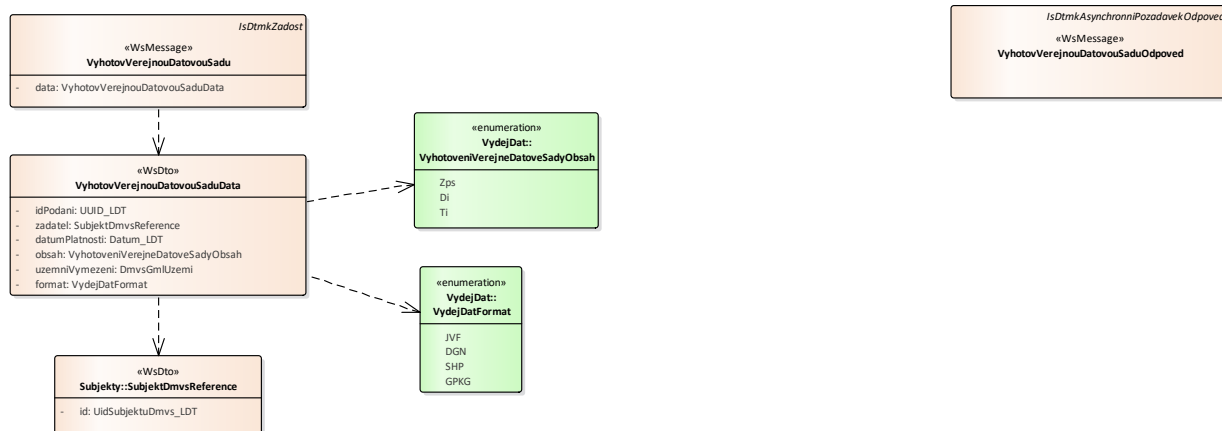 IsDtmkZadost
«WsMessage»
VyhotovVerejnouDatovouSadu
- data: VyhotovVerejnouDatovouSaduData
«WsDto»
VyhotovVerejnouDatovouSaduData
- idPodani: UUID_LDT
- zadatel: SubjektDmvsReference
- datumPlatnosti: Datum_LDT
- obsah: VyhotoveniVerejneDatoveSadyObsah
- uzemniVymezeni: DmvsGmlUzemi
- format: VydejDatFormat
«WsDto»
Subjekty::SubjektDmvsReference
- id: UidSubjektuDmvs_LDT
«enumeration»
VydejDat::
VyhotoveniVerejneDatoveSadyObsah
Zps
Di
Ti
«enumeration»
VydejDat::
VydejDatFormat
JVF
DGN
SHP
GPKG
IsDtmkAsynchronniPozadavekOdpoved
«WsMessage»
VyhotovVerejnouDatovouSaduOdpoved